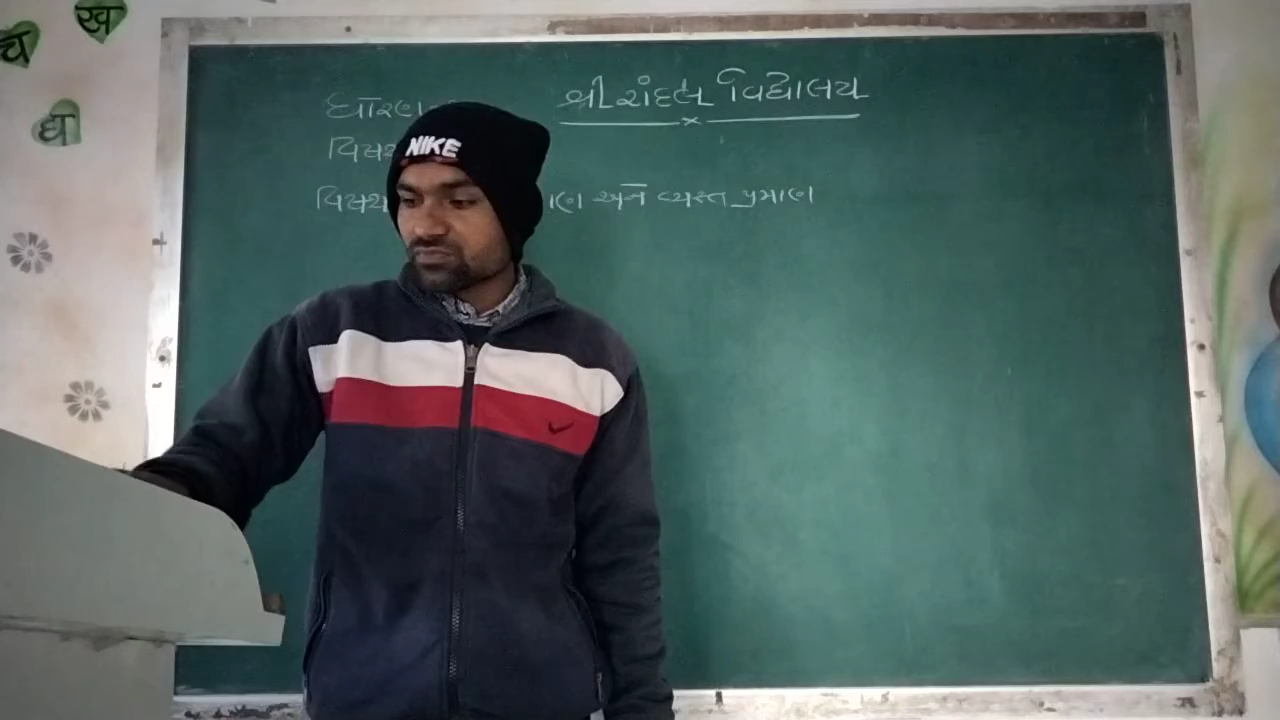 ख
च
घ
શ્રી રાંદલ વિદ્યાલય
ધોરણ
વિષય
NIKE
વિષય અને વ્યસ્ત પ્રમાણ